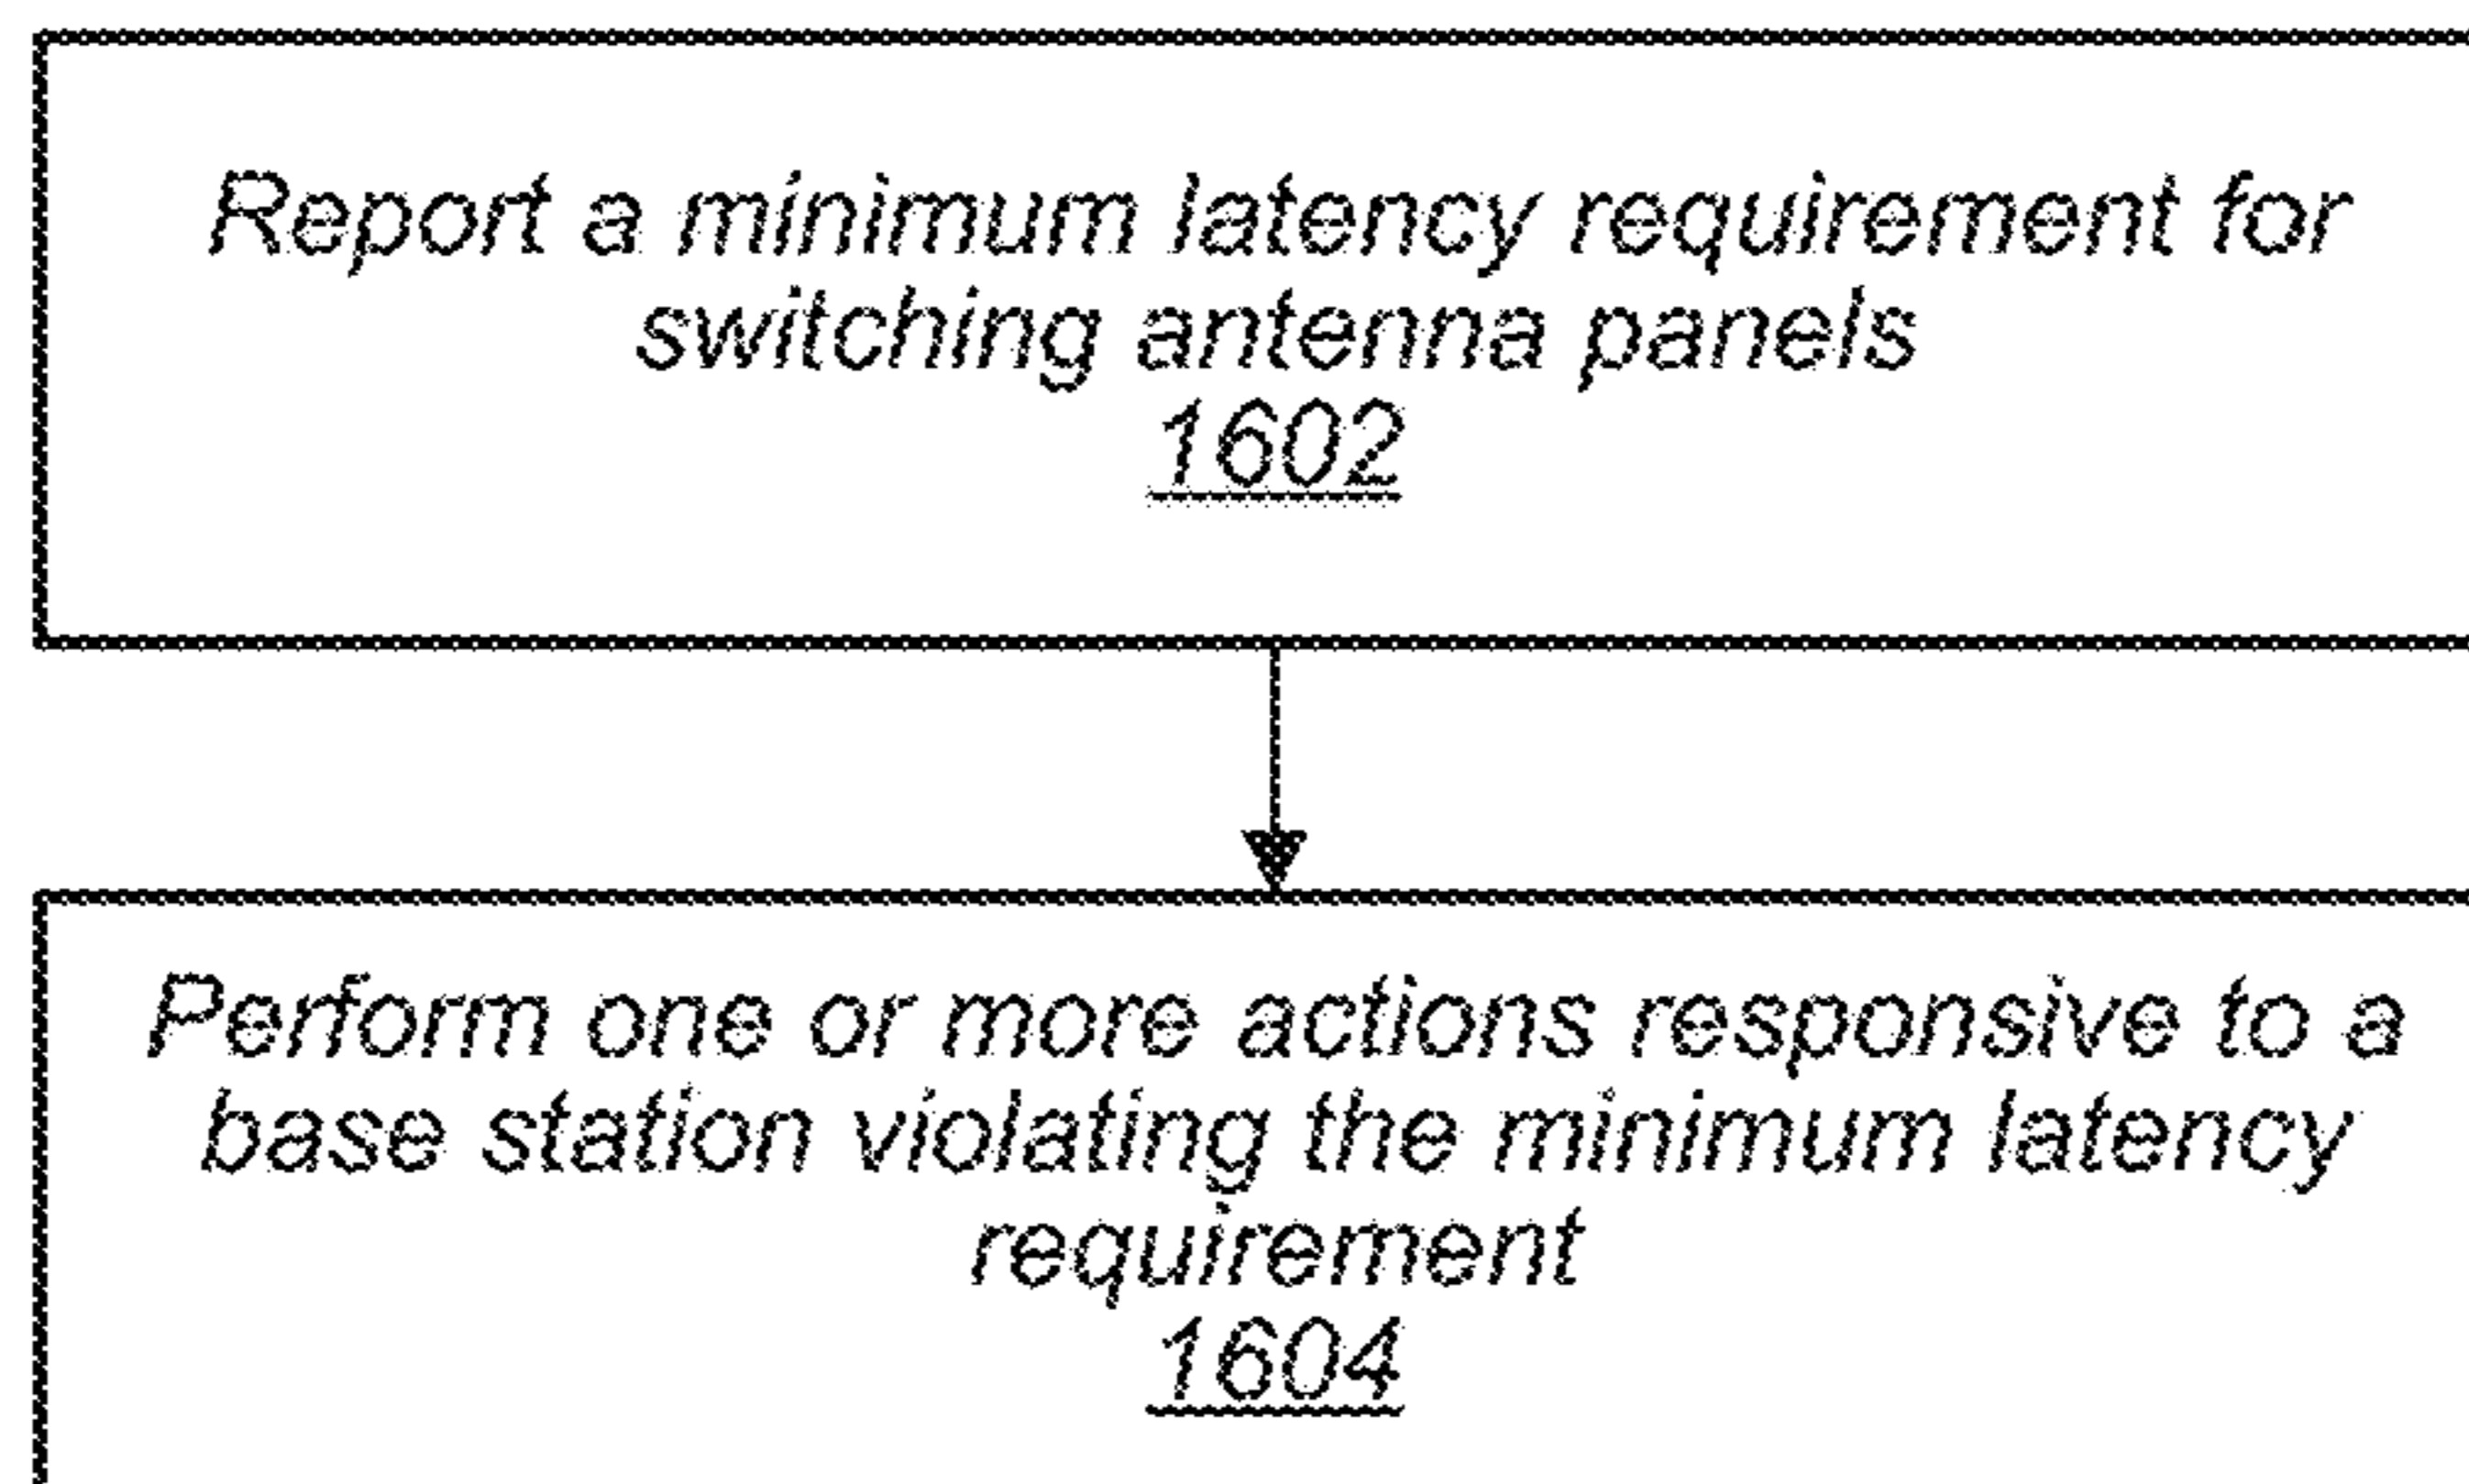 Report a minimum latency requirement for
switching antenna panels
1602
Perform one or more actions responsive to a
base station violating the minimum latency
requirement
1604